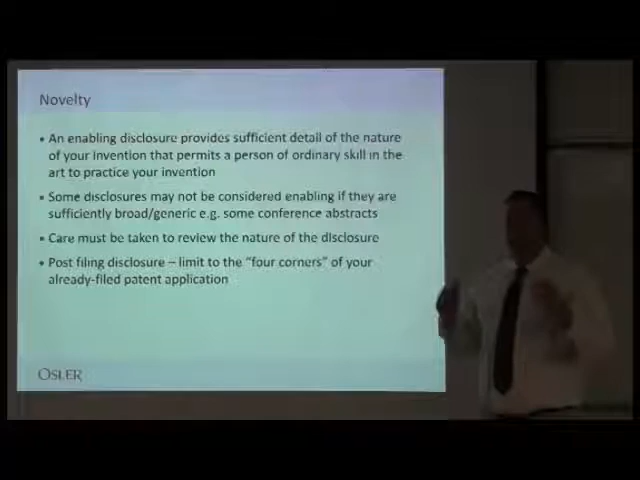 Novelty
• An enabling disclosure provides sufficient detail of the nature
of your invention that permits a person of ordinary skill in the
art to practice your invention
• Some disclosures may not be considered enabling if they are
sufficiently broad/generic e.g. some conference abstracts
• Care must be taken to review the nature of the disclosure
• Post filing disclosure – limit to the "four corners" of your
already-filed patent application
OSLER